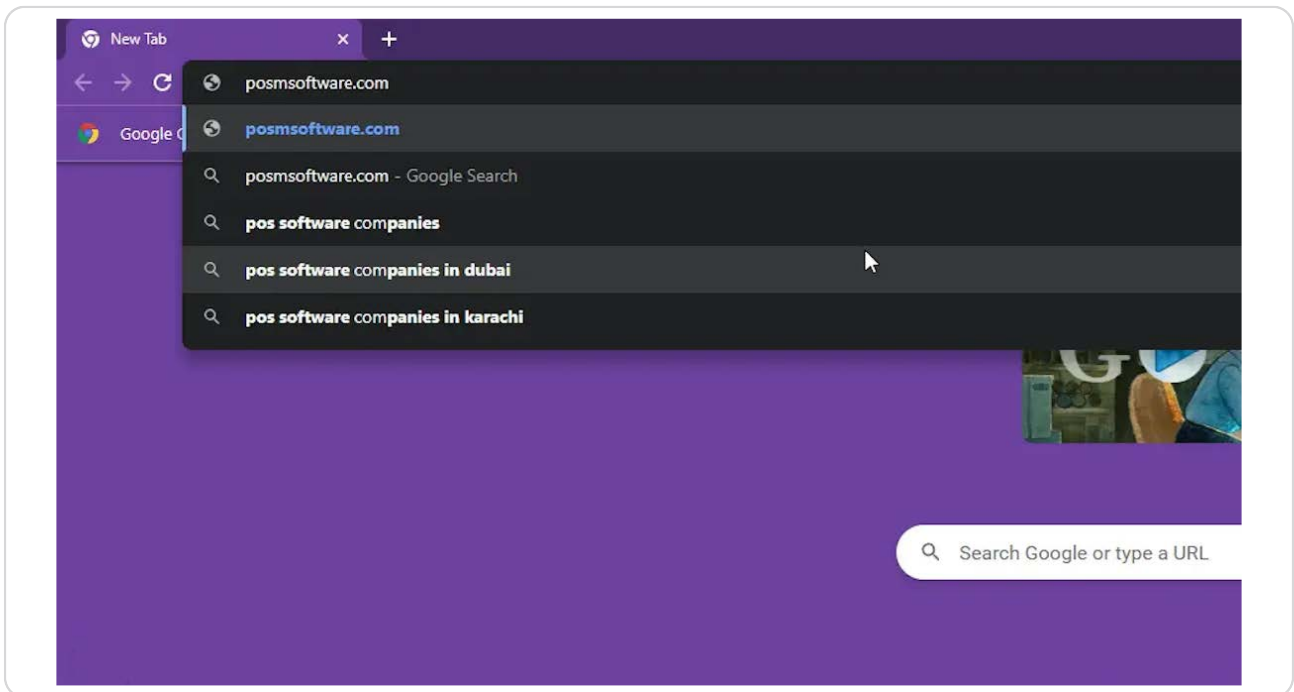 New Tab
posmsoftware.com
Google
posmsoftware.com
posmsoftware.com - Google Search
pos software companies
pos software companies in dubai
pos software companies in karachi
Search Google or type a URL